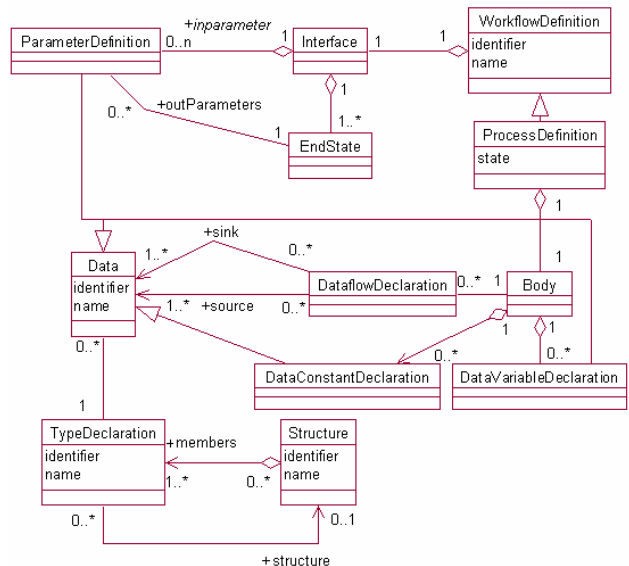 +inparameter
WorkflowDefinition
identifier
name
ParameterDefinition
0..n
1
Interface
1
1
1
0..*
+outParameters
1
1..*
EndState
ProcessDefinition
state
1
1
+sink
1..*
0..*
Data
identifier
name
DataflowDeclaration
0..*
1
Body
+source
1..*
0..*
1
1
0..*
0..*
0..*
DataConstantDeclaration
DataVariableDeclaration
1
TypeDeclaration
identifier
name
+members
1..*
0..*
Structure
identifier
name
0..*
0..1
+ structure